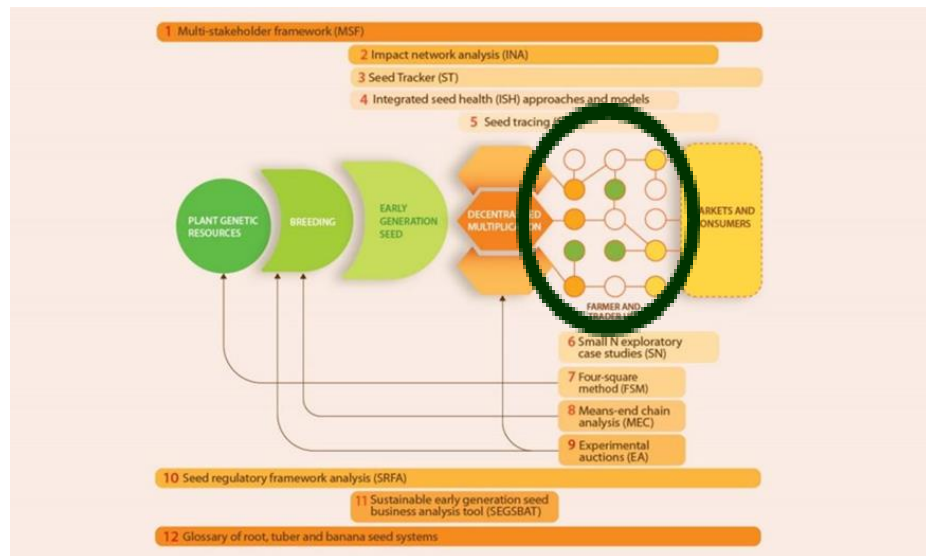 1 Multi-stakeholder framework (MSF)
2 Impact network analysis (INA)
3 Seed Tracker (ST)
4 Integrated seed health (ISH) approaches and models
5 Seed tracing
PLANT GENETIC
RESOURCES
BREEDING
EARLY
GENERATION
SEED
DECENTRALIZED
MULTIPLICATION
MARKETS AND
CONSUMERS
FARMER AND
TRADER
6 Small N exploratory
case studies (SN)
7 Four-square
method (FSM)
8 Means-end chain
analysis (MEC)
9 Experimental
auctions (EA)
10 Seed regulatory framework analysis (SRFA)
11 Sustainable early generation seed
business analysis tool (SEGSBAT)
12 Glossary of root, tuber and banana seed systems